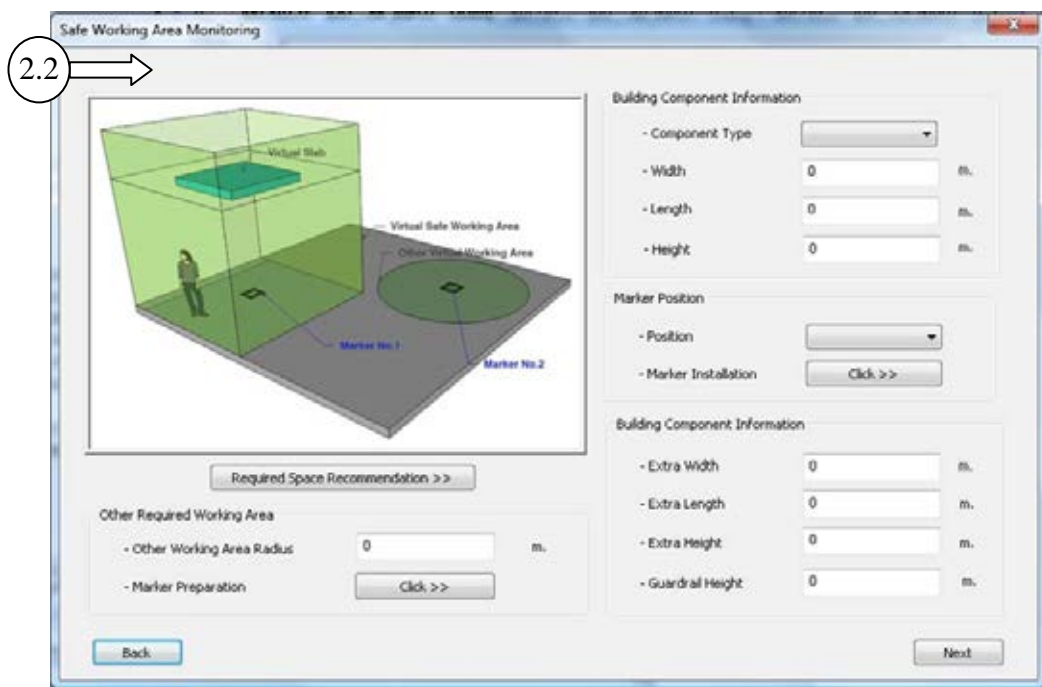 Safe Working Area Monitoring
2.2
Virtual Slab
Virtual Safe Working Area
Other Virtual Working Area
Marker No.1
Marker No.2
Required Space Recommendation >>
Other Required Working Area
- Other Working Area Radius 0 m.
- Marker Preparation Click >>
Back
Building Component Information
- Component Type
- Width 0 m.
- Length 0 m.
- Height 0 m.
Marker Position
- Position
- Marker Installation Click >>
Building Component Information
- Extra Width 0 m.
- Extra Length 0 m.
- Extra Height 0 m.
- Guardrail Height 0 m.
Next